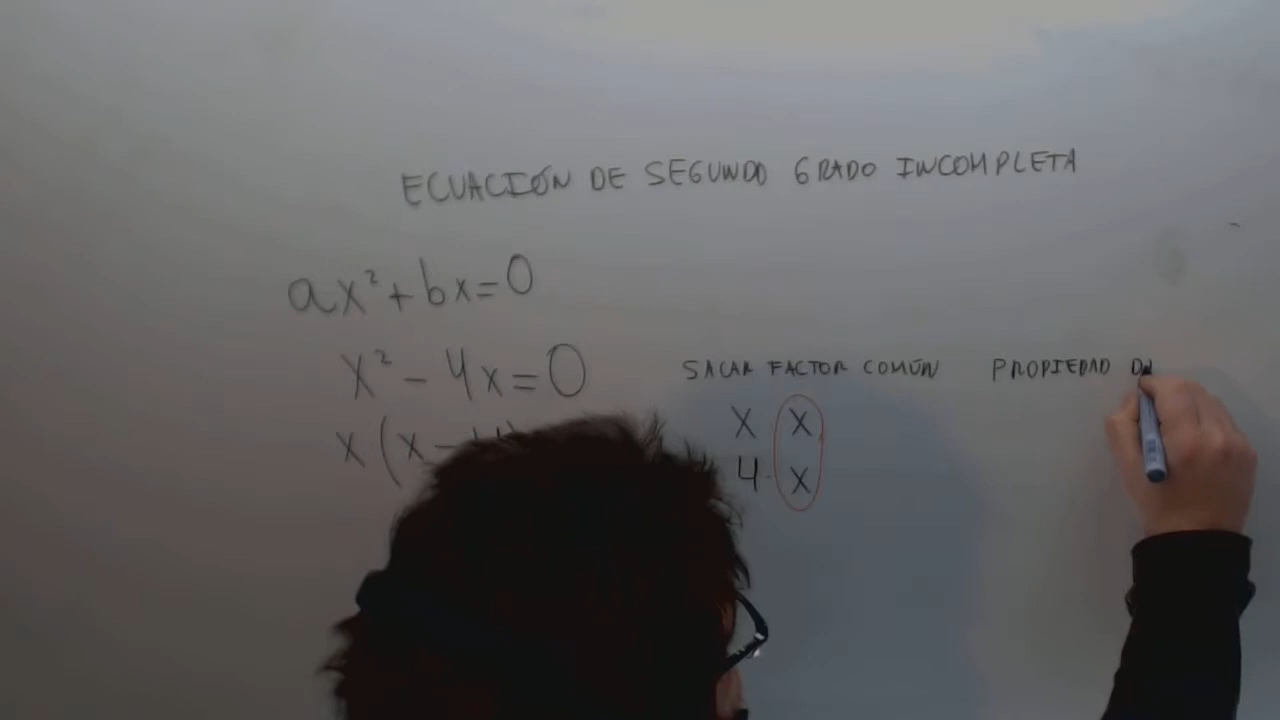 ECUACIÓN DE SEGUNDO GRADO INCOMPLETA
ax²+bx=0
x²-4x=0
SACAR FACTOR COMÚN
PROPIEDAD
x(x-
x x
4·x